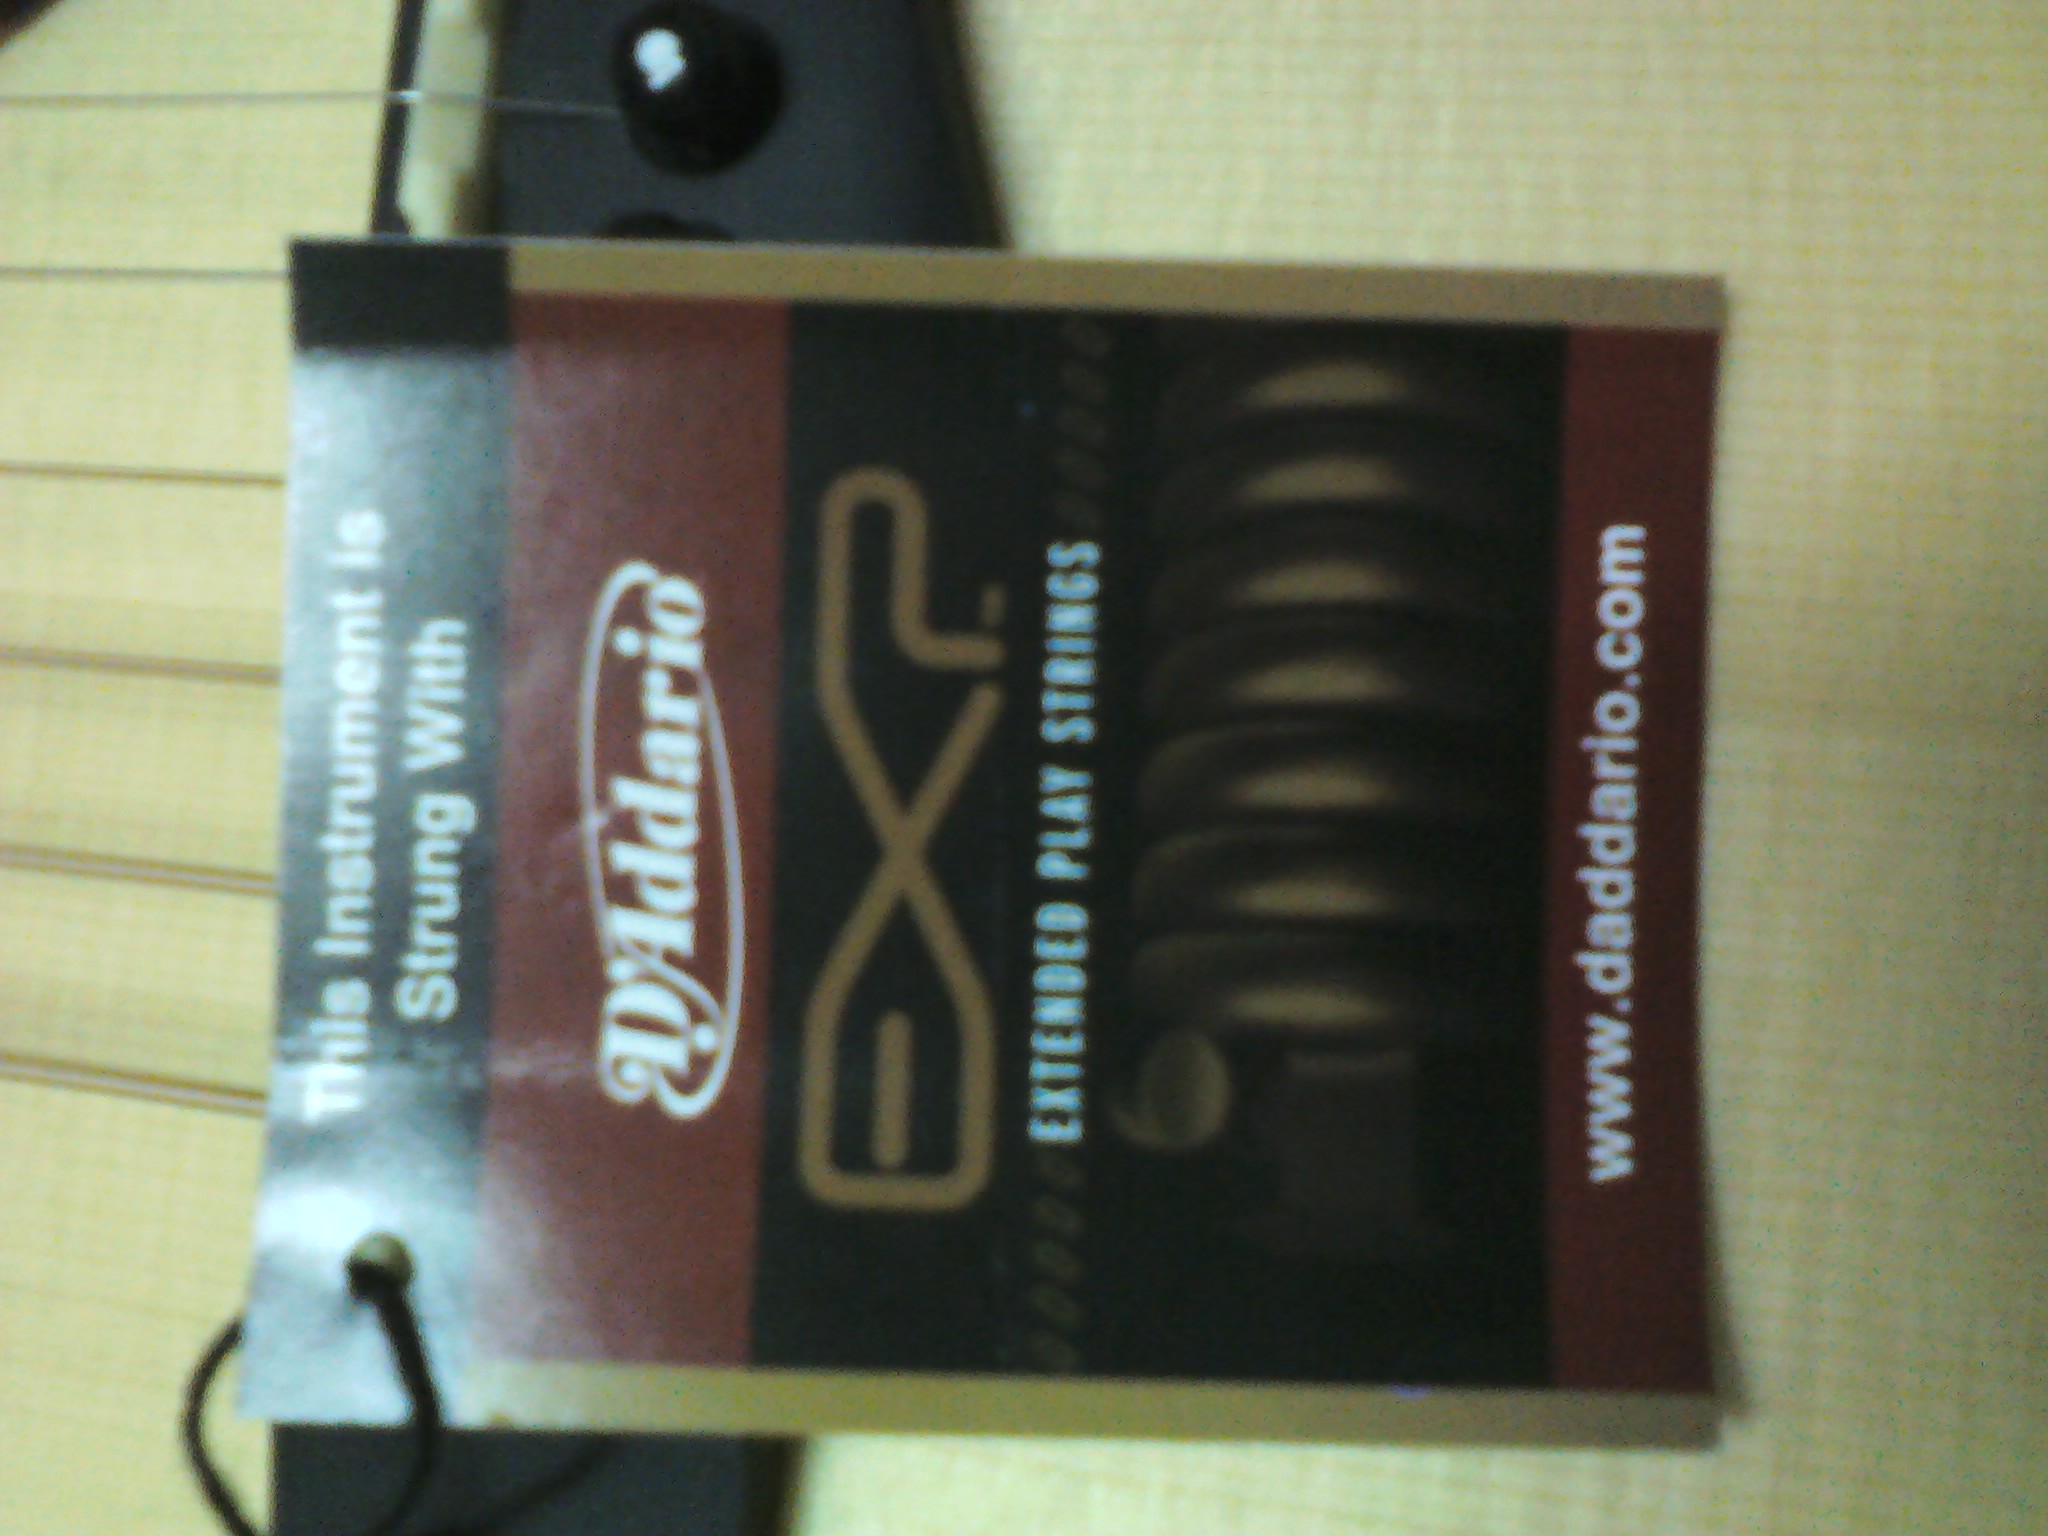 This Instrument is
Strung With
D'Addario
EXP
EXTENDED PLAY STRINGS
www.daddario.com